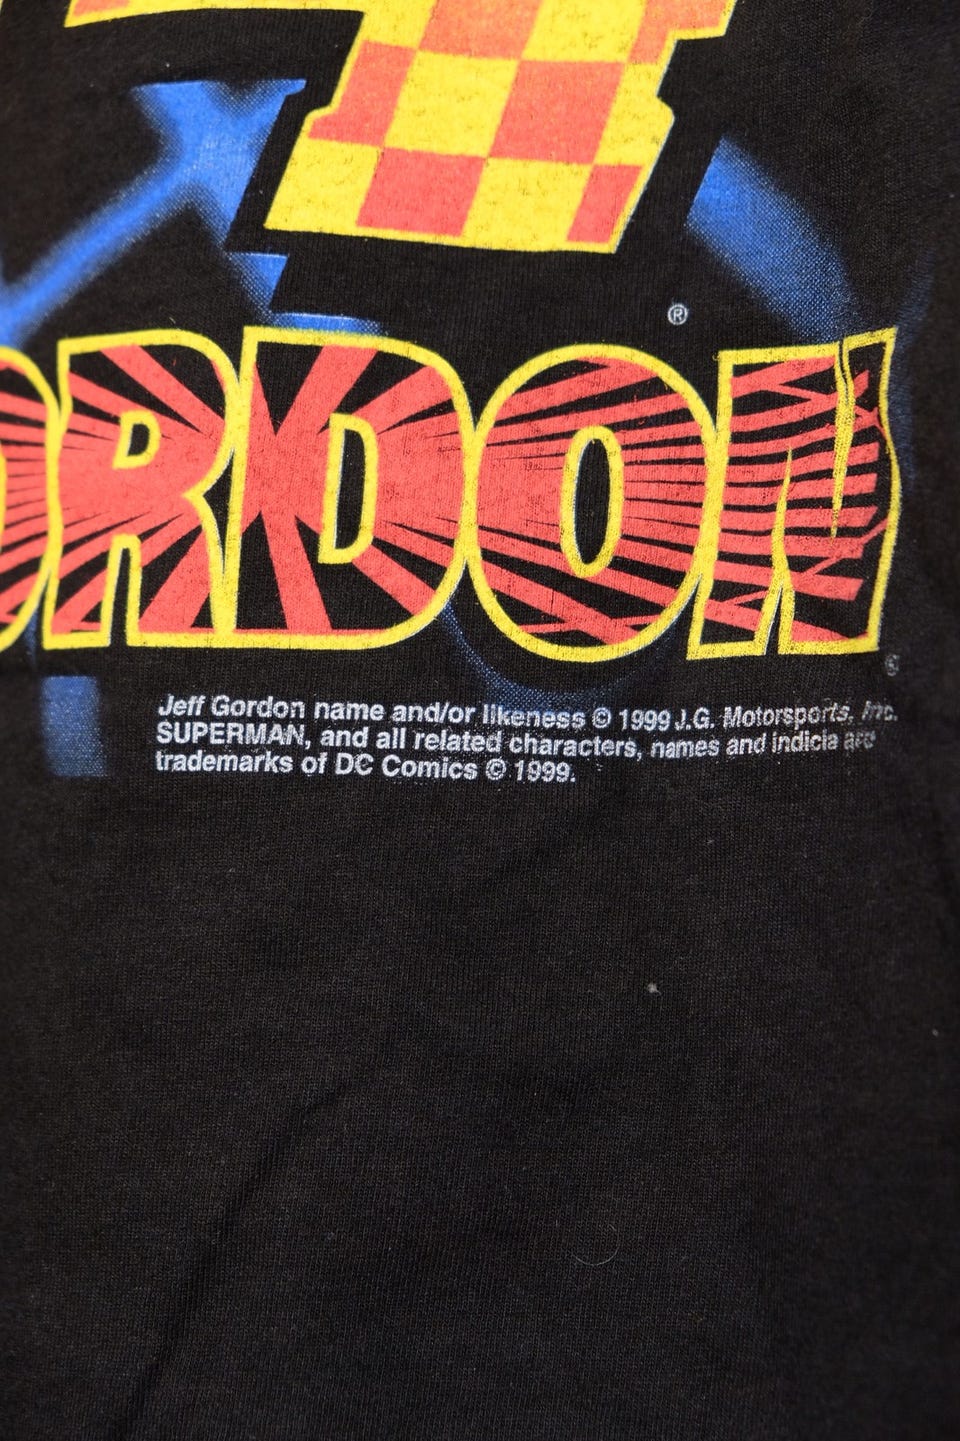 4
®
ORDON
©
Jeff Gordon name and/or likeness © 1999 J.G. Motorsports, Inc.
SUPERMAN, and all related characters, names and indicia are
trademarks of DC Comics © 1999.